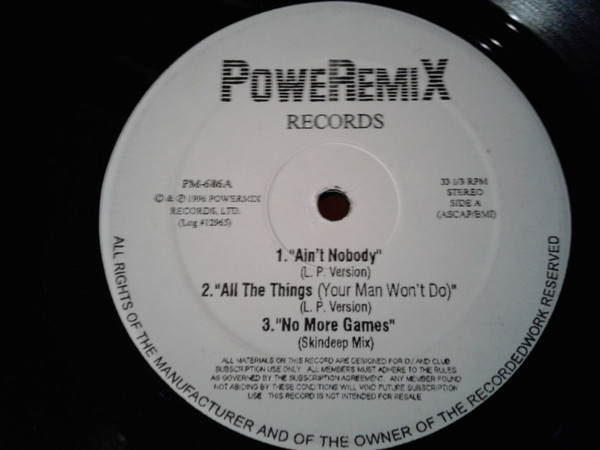 PoweRemiX
RECORDS
PM-686A
© & ℗ 1996 POWERMIX
RECORDS, LTD.
(Log #12965)
33 1/3 RPM
STEREO
SIDE A
(ASCAP/BMI)
1."Ain't Nobody"
(L. P. Version)
2."All The Things (Your Man Won't Do)"
(L. P. Version)
3."No More Games"
(Skindeep Mix)
ALL MATERIALS ON THIS RECORD ARE DESIGNED FOR DJ AND CLUB
SUBSCRIPTION USE ONLY. ALL MEMBERS MUST ADHERE TO THE RULES
AS GOVERNED BY THE SUBSCRIPTION AGREEMENT. ANY MEMBER FOUND
NOT ABIDING BY THESE CONDITIONS WILL VOID FUTURE SUBSCRIPTION
USE. THIS RECORD IS NOT INTENDED FOR RESALE
ALL RIGHTS OF THE MANUFACTURER AND OF THE OWNER OF THE RECORDEDWORK RESERVED